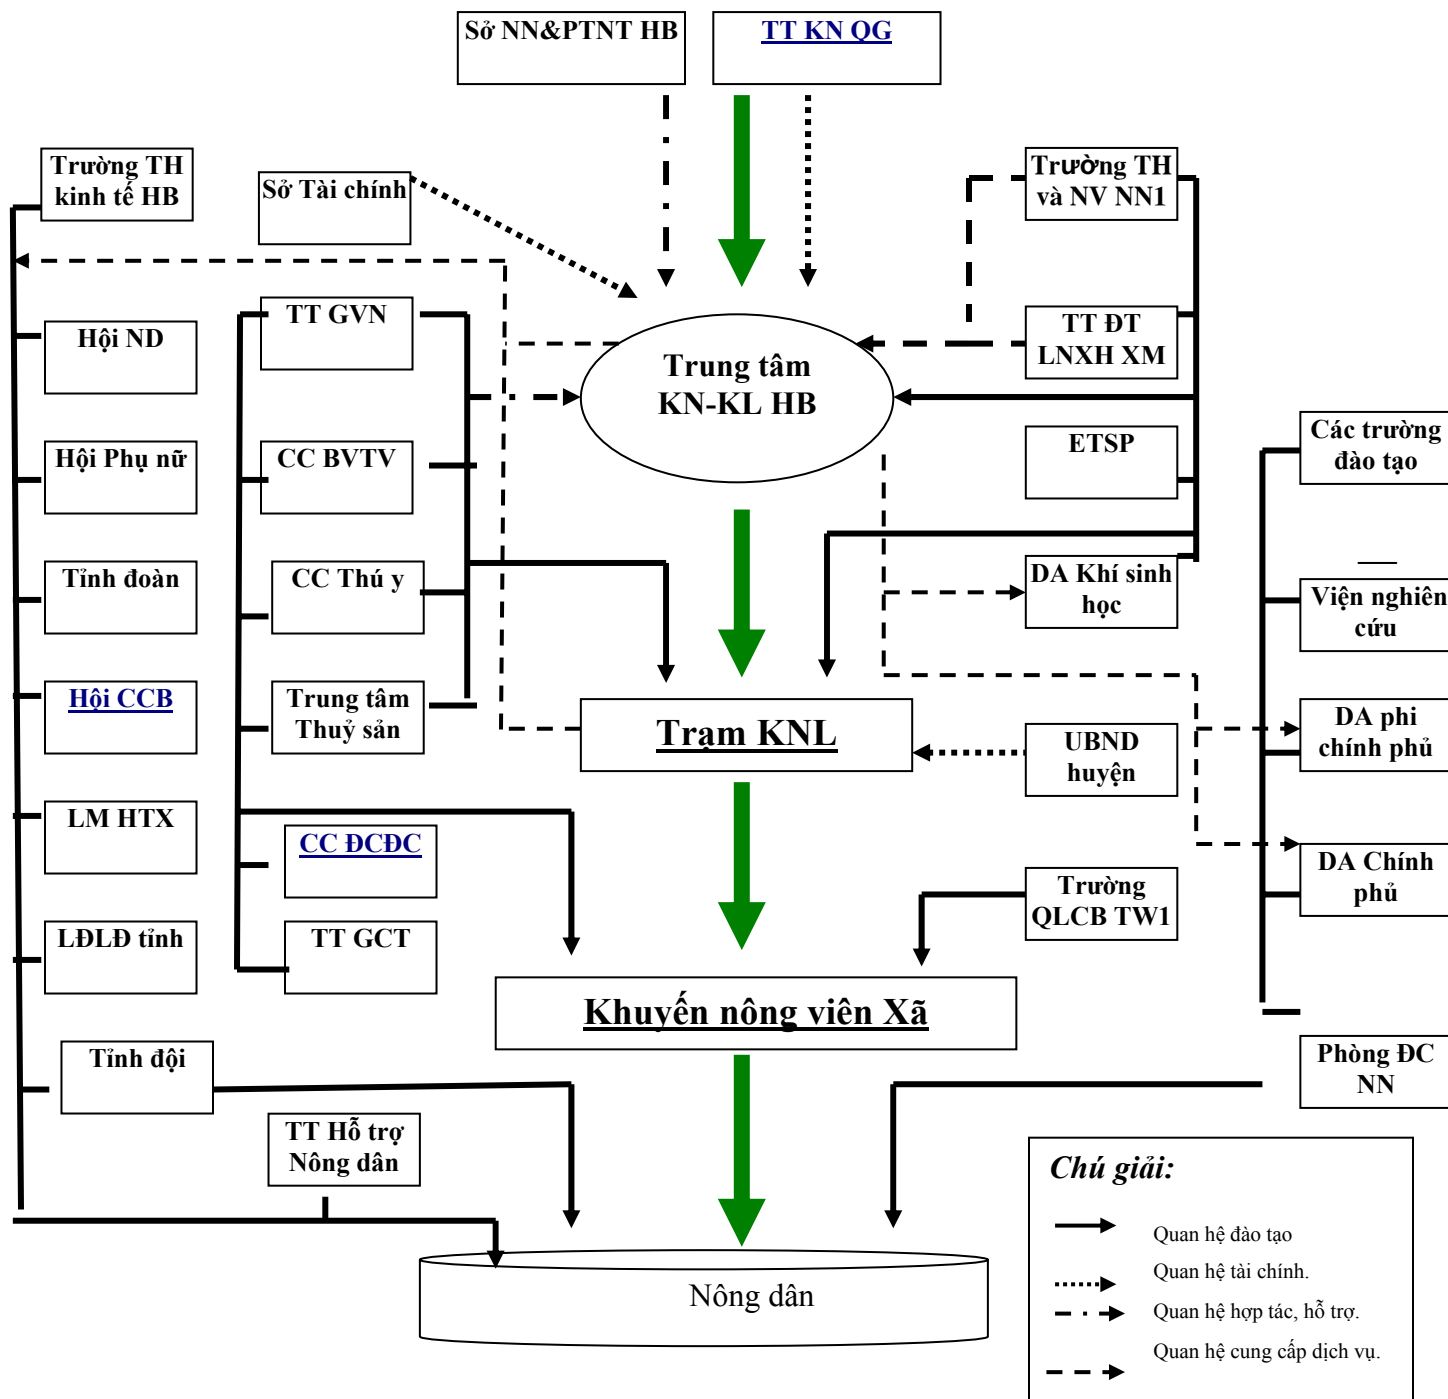 Sở NN&PTNT HB
TT KN QG
Trường TH
kinh tế HB
Sở Tài chính
Trường TH
và NV NN1
TT GVN
Hội ND
TT ĐT
LNXH XM
Trung tâm
KN-KL HB
Hội Phụ nữ
CC BVTV
ETSP
Các trường
đào tạo
Tỉnh đoàn
CC Thú y
DA Khí sinh
học
Viện nghiên
cứu
Hội CCB
Trung tâm
Thuỷ sản
Trạm KNL
UBND
huyện
DA phi
chính phủ
LM HTX
CC ĐCĐC
Trường
QLCB TW1
DA Chính
phủ
LĐLĐ tỉnh
TT GCT
Khuyến nông viên Xã
Tỉnh đội
Phòng ĐC
NN
TT Hỗ trợ
Nông dân
Nông dân
Chú giải:
Quan hệ đào tạo
Quan hệ tài chính.
Quan hệ hợp tác, hỗ trợ.
Quan hệ cung cấp dịch vụ.